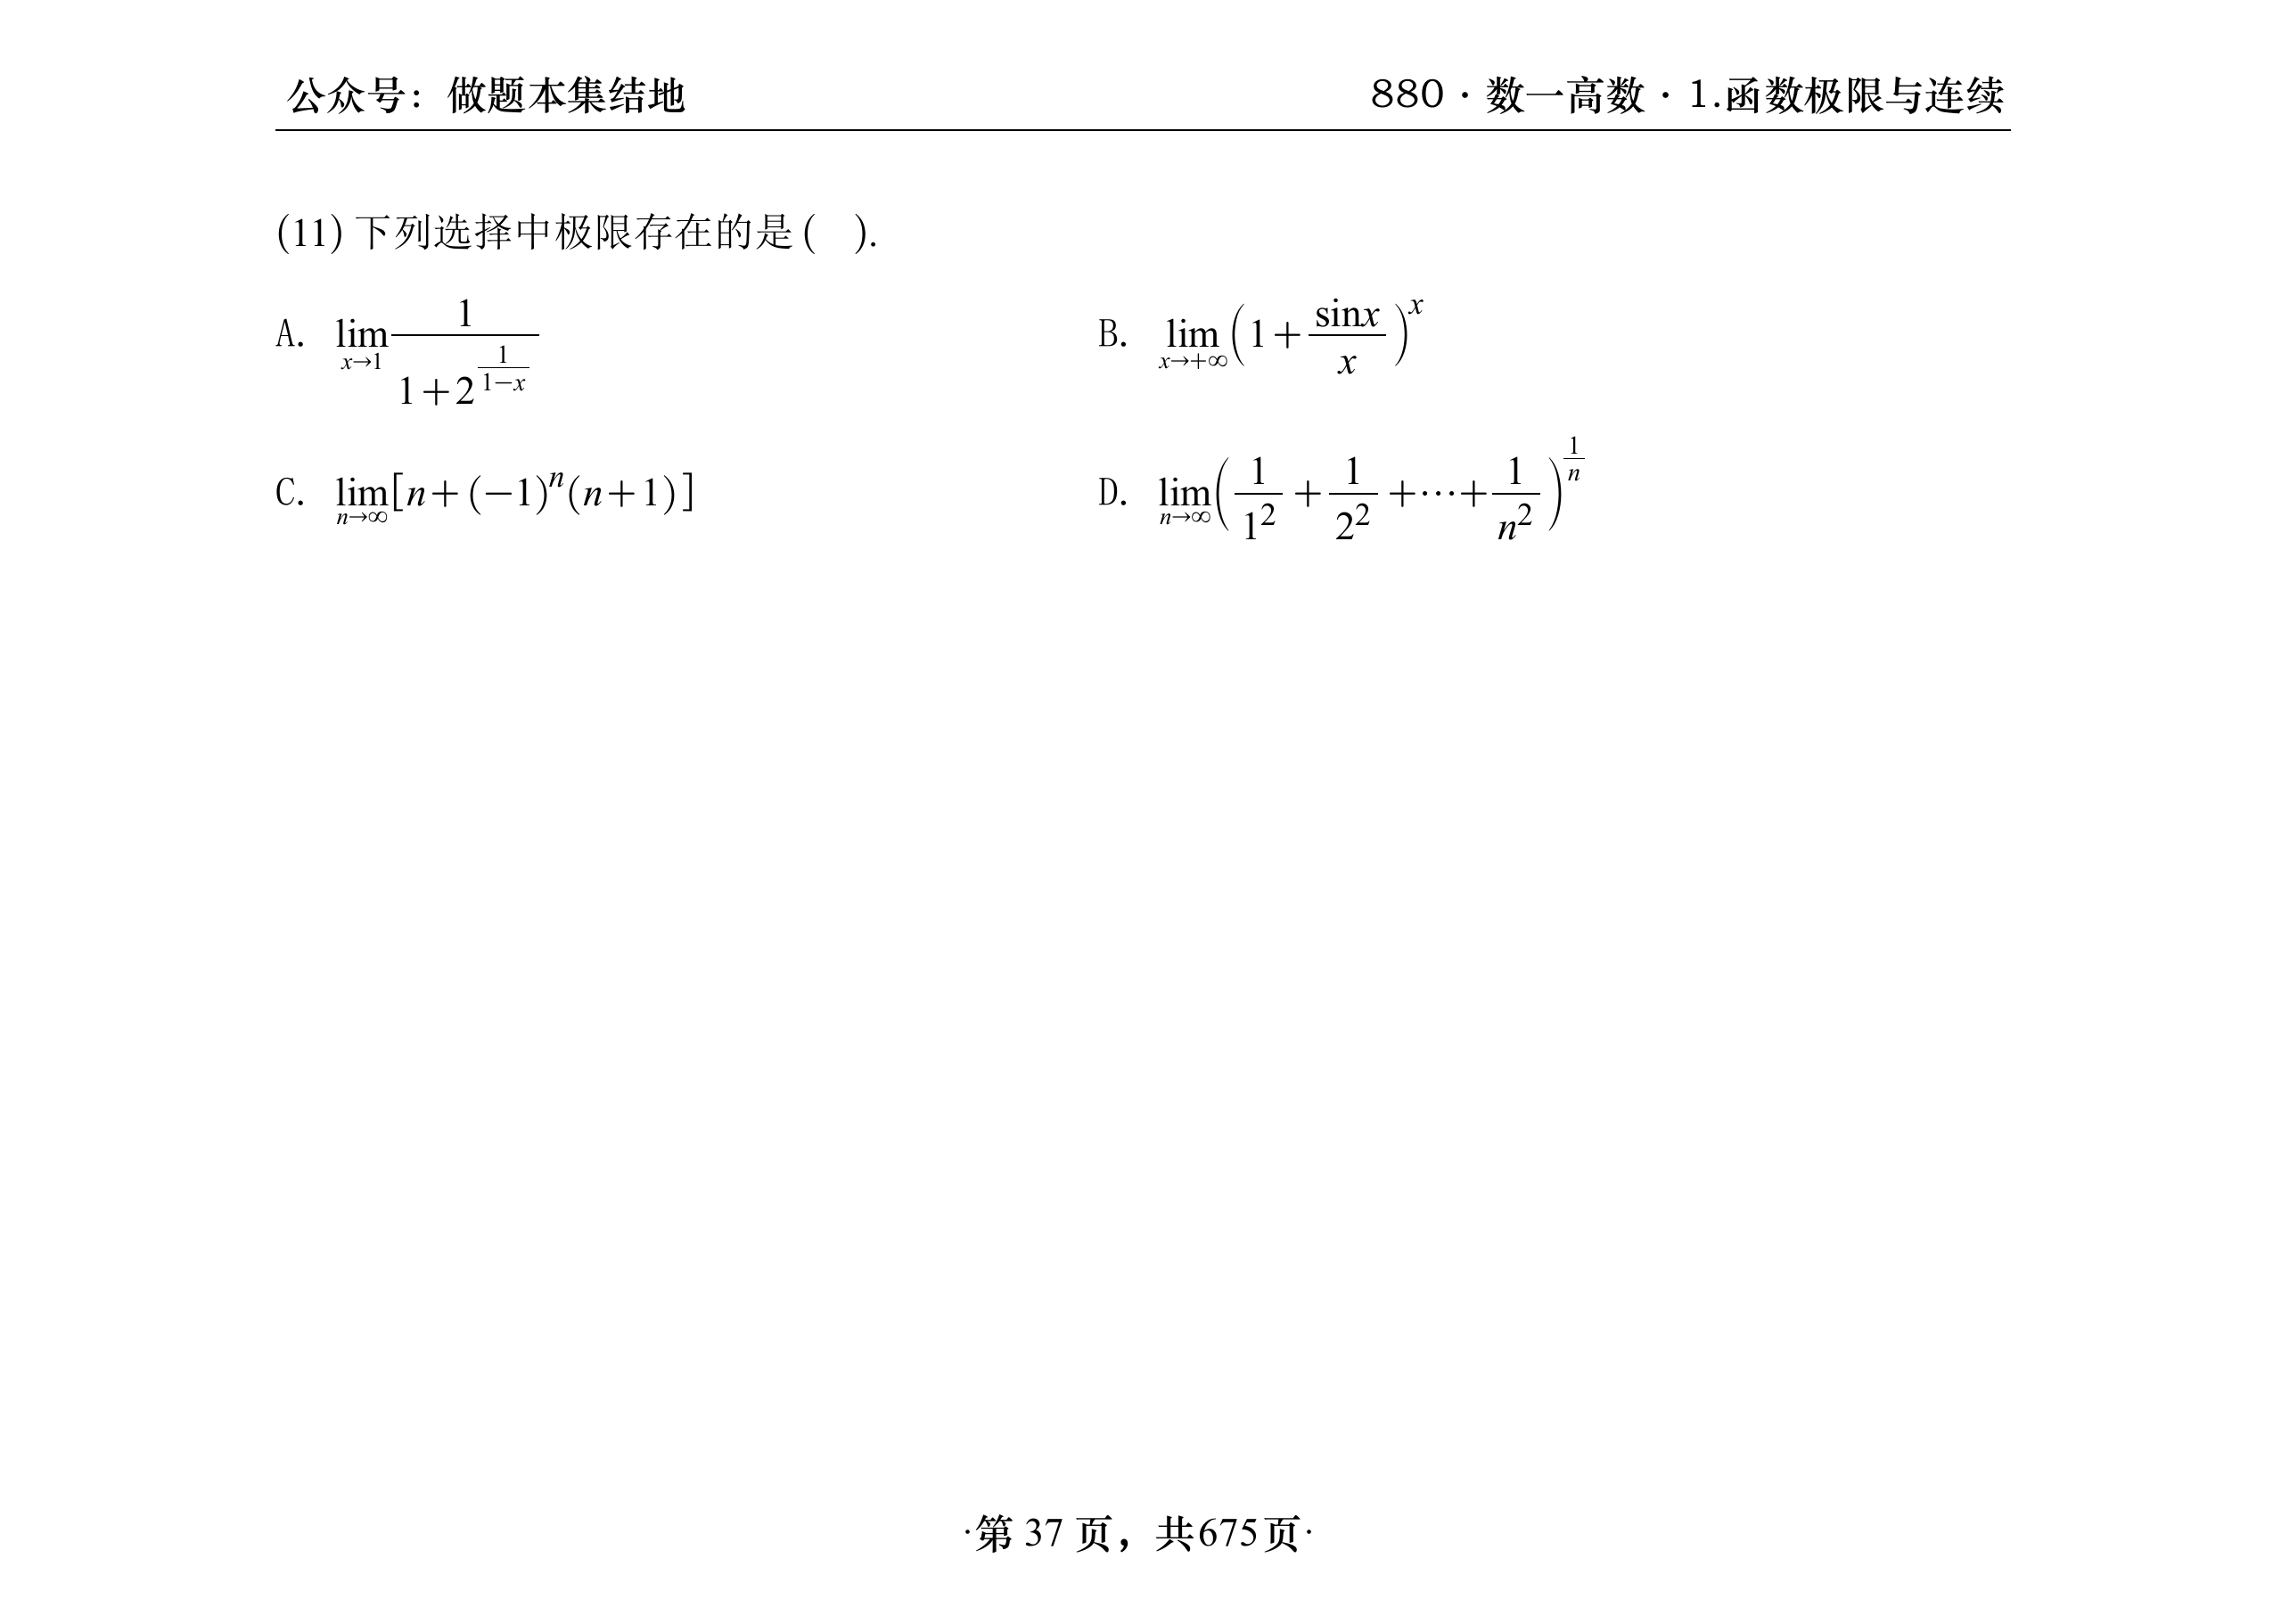 公众号：做题本集结地
880·数一高数·1.函数极限与连续
(11) 下列选择中极限存在的是 (   ).
A. $\lim\limits_{x\to 1}\frac{1}{1+2^{\frac{1}{1-x}}}$
B. $\lim\limits_{x\to+\infty}\left(1+\frac{\sin x}{x}\right)^{x}$
C. $\lim\limits_{n\to\infty}[n+(-1)^{n}(n+1)]$
D. $\lim\limits_{n\to\infty}\left(\frac{1}{1^2}+\frac{1}{2^2}+\cdots+\frac{1}{n^2}\right)^{\frac{1}{n}}$
·第 37 页，共675页·